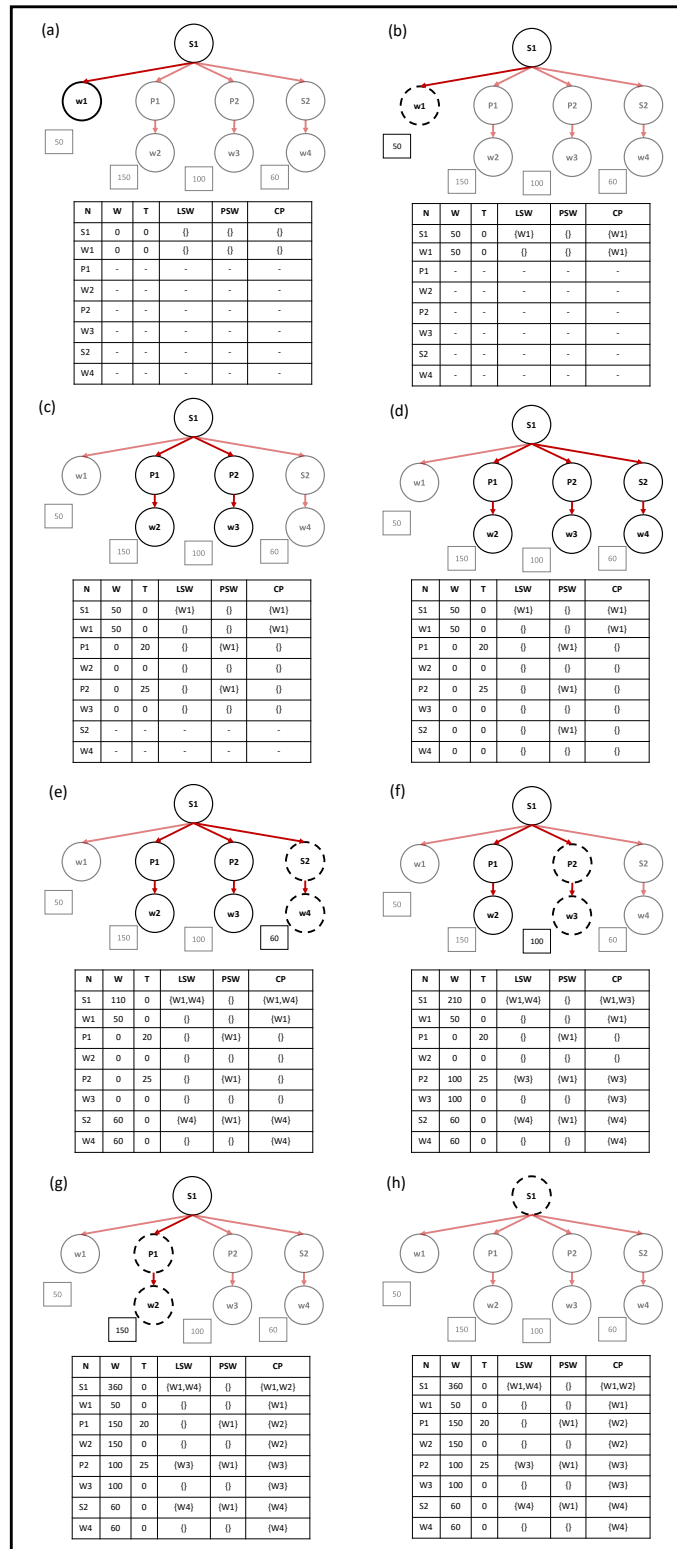 (a)
S1
w1 P1 P2 S2
50
w2 w3 w4
150 100 60
N W T LSW PSW CP
S1 0 0 {} {} {}
W1 0 0 {} {} {}
P1 - - - - -
W2 - - - - -
P2 - - - - -
W3 - - - - -
S2 - - - - -
W4 - - - - -
(b)
S1
w1 P1 P2 S2
50
w2 w3 w4
150 100 60
N W T LSW PSW CP
S1 50 0 {W1} {} {W1}
W1 50 0 {} {} {W1}
P1 - - - - -
W2 - - - - -
P2 - - - - -
W3 - - - - -
S2 - - - - -
W4 - - - - -
(c)
S1
w1 P1 P2 S2
50
w2 w3 w4
150 100 60
N W T LSW PSW CP
S1 50 0 {W1} {} {W1}
W1 50 0 {} {} {W1}
P1 0 20 {} {W1} {}
W2 0 0 {} {} {}
P2 0 25 {} {W1} {}
W3 0 0 {} {} {}
S2 - - - - -
W4 - - - - -
(d)
S1
w1 P1 P2 S2
50
w2 w3 w4
150 100 60
N W T LSW PSW CP
S1 50 0 {W1} {} {W1}
W1 50 0 {} {} {W1}
P1 0 20 {} {W1} {}
W2 0 0 {} {} {}
P2 0 25 {} {W1} {}
W3 0 0 {} {} {}
S2 0 0 {} {W1} {}
W4 0 0 {} {} {}
(e)
S1
w1 P1 P2 S2
50
w2 w3 w4
150 100 60
N W T LSW PSW CP
S1 110 0 {W1,W4} {} {W1,W4}
W1 50 0 {} {} {W1}
P1 0 20 {} {W1} {}
W2 0 0 {} {} {}
P2 0 25 {} {W1} {}
W3 0 0 {} {} {}
S2 60 0 {W4} {W1} {W4}
W4 60 0 {} {} {W4}
(f)
S1
w1 P1 P2 S2
50
w2 w3 w4
150 100 60
N W T LSW PSW CP
S1 210 0 {W1,W4} {} {W1,W3}
W1 50 0 {} {} {W1}
P1 0 20 {} {W1} {}
W2 0 0 {} {} {}
P2 100 25 {W3} {W1} {W3}
W3 100 0 {} {} {W3}
S2 60 0 {W4} {W1} {W4}
W4 60 0 {} {} {W4}
(g)
S1
w1 P1 P2 S2
50
w2 w3 w4
150 100 60
N W T LSW PSW CP
S1 360 0 {W1,W4} {} {W1,W2}
W1 50 0 {} {} {W1}
P1 150 20 {} {W1} {W2}
W2 150 0 {} {} {W2}
P2 100 25 {W3} {W1} {W3}
W3 100 0 {} {} {W3}
S2 60 0 {W4} {W1} {W4}
W4 60 0 {} {} {W4}
(h)
S1
w1 P1 P2 S2
50
w2 w3 w4
150 100 60
N W T LSW PSW CP
S1 360 0 {W1,W4} {} {W1,W2}
W1 50 0 {} {} {W1}
P1 150 20 {} {W1} {W2}
W2 150 0 {} {} {W2}
P2 100 25 {W3} {W1} {W3}
W3 100 0 {} {} {W3}
S2 60 0 {W4} {W1} {W4}
W4 60 0 {} {} {W4}